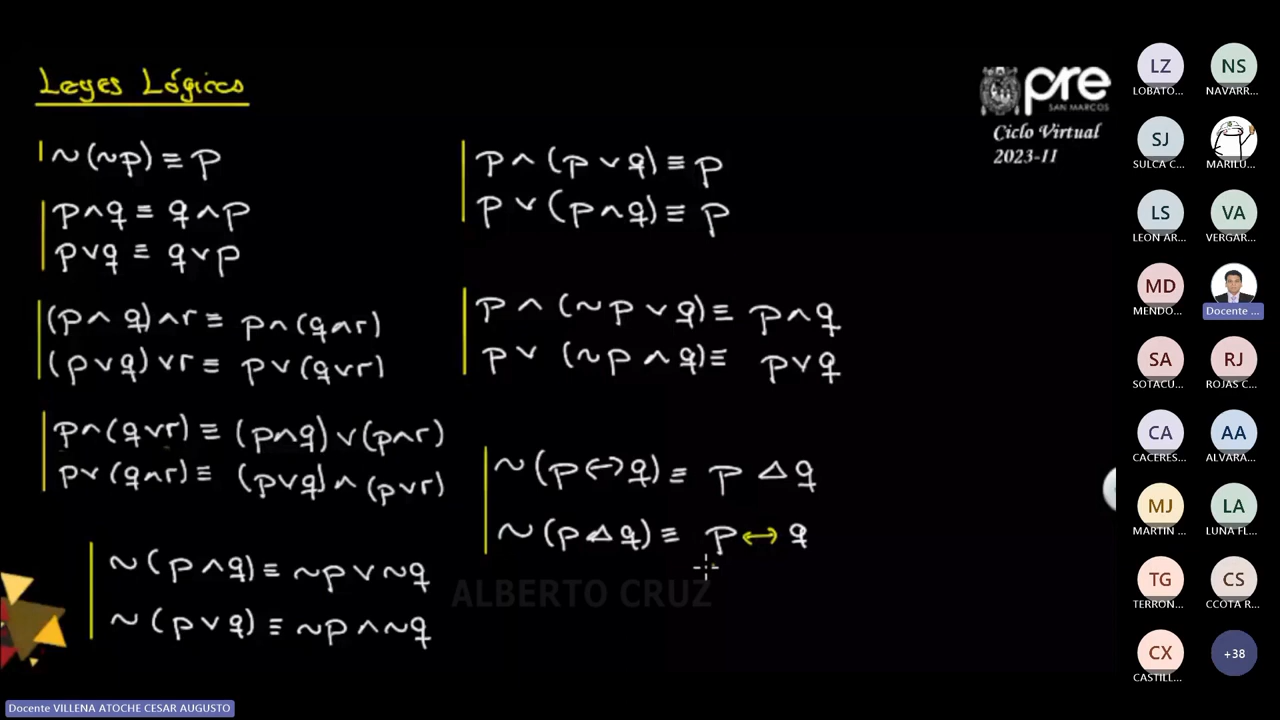 Leyes Lógicas
~(~p) ≡ p
p∧q ≡ q∧p
p∨q ≡ q∨p
(p∧q)∧r ≡ p∧(q∧r)
(p∨q)∨r ≡ p∨(q∨r)
p∧(q∨r) ≡ (p∧q)∨(p∧r)
p∨(q∧r) ≡ (p∨q)∧(p∨r)
~(p∧q) ≡ ~p∨~q
~(p∨q) ≡ ~p∧~q
p∧(p∨q) ≡ p
p∨(p∧q) ≡ p
p∧(~p∨q) ≡ p∧q
p∨(~p∧q) ≡ p∨q
~(p↔q) ≡ p Δ q
~(p Δ q) ≡ p ↔ q
ALBERTO CRUZ
pre
SAN MARCOS
Ciclo Virtual
2023-II
LZ
LOBATO...
NS
NAVARR...
SJ
SULCA C...
MARILU...
LS
LEON AR...
VA
VERGAR...
MD
MENDO...
Docente ...
SA
SOTACU...
RJ
ROJAS C...
CA
CACERES...
AA
ALVARA...
MJ
MARTIN ...
LA
LUNA FL...
TG
TERRON...
CS
CCOTA R...
CX
CASTILL...
+38
Docente VILLENA ATOCHE CESAR AUGUSTO